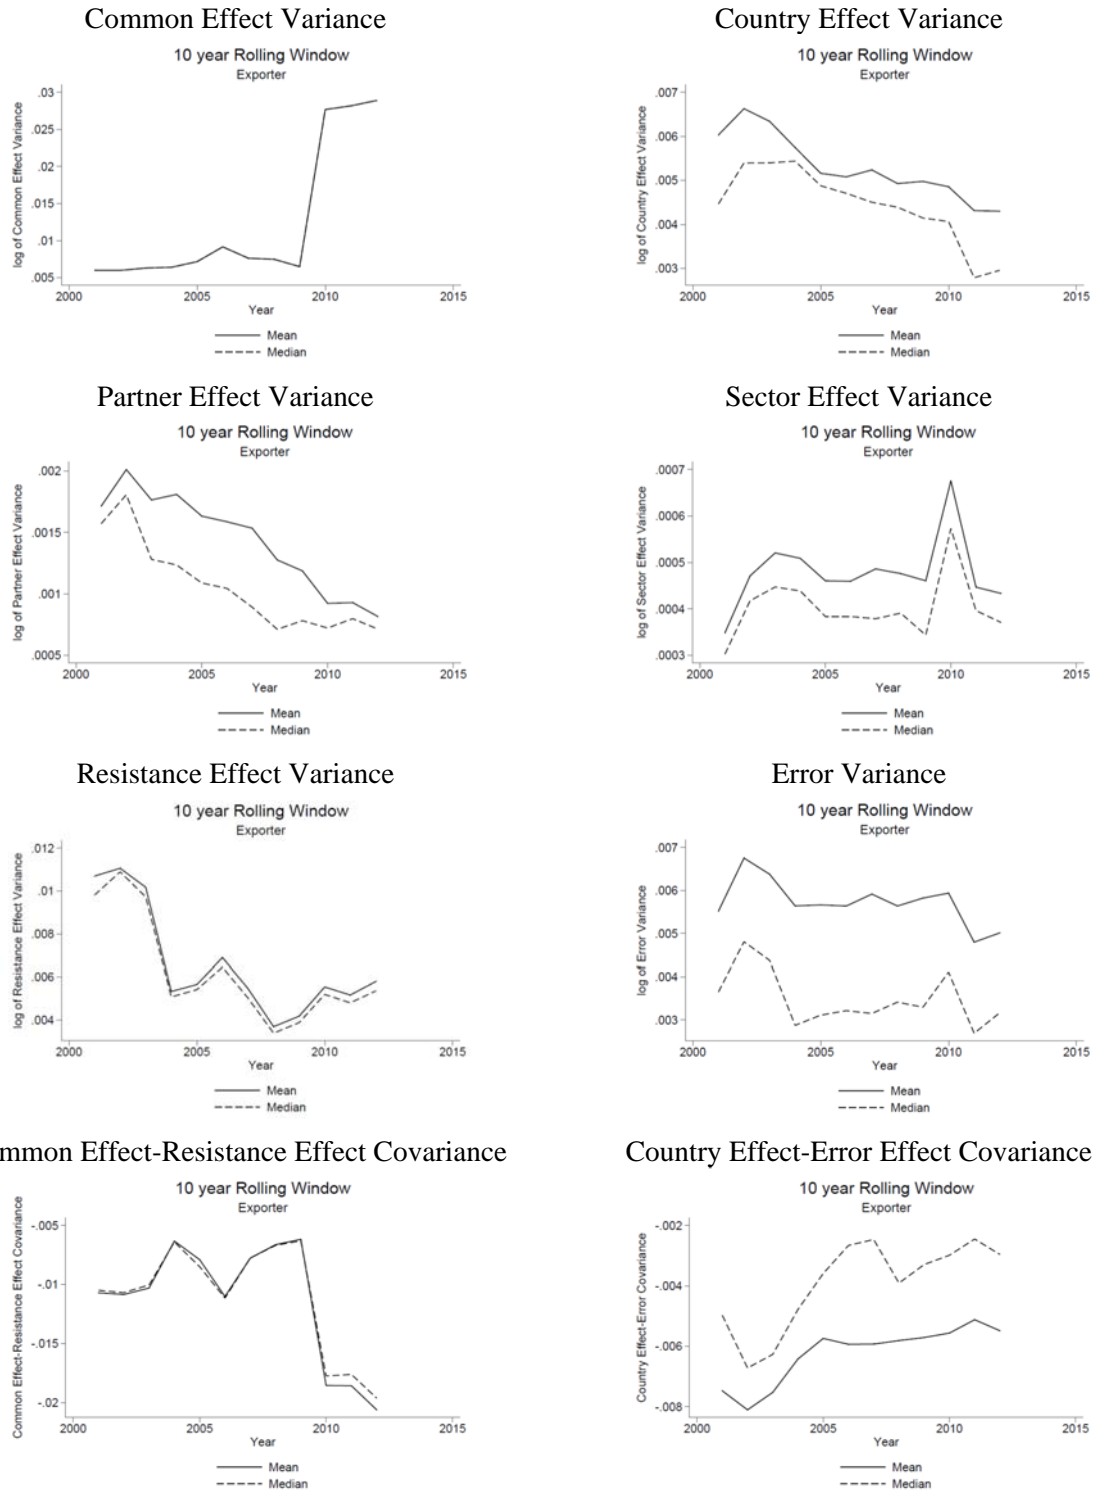 Common Effect Variance
10 year Rolling Window
Exporter
log of Common Effect Variance
.03
.025
.02
.015
.01
.005
2000
2005
2010
2015
Year
Mean
Median
Country Effect Variance
10 year Rolling Window
Exporter
log of Country Effect Variance
.007
.006
.005
.004
.003
2000
2005
2010
2015
Year
Mean
Median
Partner Effect Variance
10 year Rolling Window
Exporter
log of Partner Effect Variance
.002
.0015
.001
.0005
2000
2005
2010
2015
Year
Mean
Median
Sector Effect Variance
10 year Rolling Window
Exporter
log of Sector Effect Variance
.0007
.0006
.0005
.0004
.0003
2000
2005
2010
2015
Year
Mean
Median
Resistance Effect Variance
10 year Rolling Window
Exporter
log of Resistance Effect Variance
.012
.01
.008
.006
.004
2000
2005
2010
2015
Year
Mean
Median
Error Variance
10 year Rolling Window
Exporter
log of Error Variance
.007
.006
.005
.004
.003
2000
2005
2010
2015
Year
Mean
Median
mmon Effect-Resistance Effect Covariance
10 year Rolling Window
Exporter
Common Effect-Resistance Effect Covariance
-.005
-.01
-.015
-.02
2000
2005
2010
2015
Year
Mean
Median
Country Effect-Error Effect Covariance
10 year Rolling Window
Exporter
Country Effect-Error Covariance
-.002
-.004
-.006
-.008
2000
2005
2010
2015
Year
Mean
Median